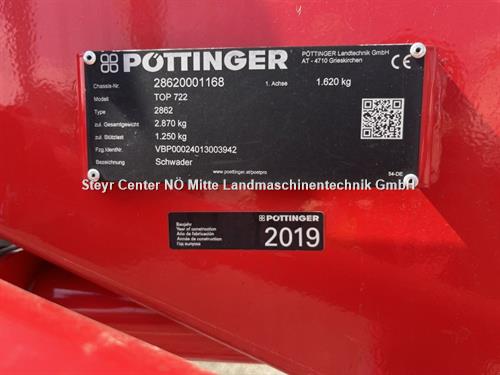 PÖTTINGER
PÖTTINGER Landtechnik GmbH
AT - 4710 Grieskirchen
CE
Chassis-Nr. 28620001168 1. Achse 1.620 kg
Modell TOP 722
Type 2862
zul. Gesamtgewicht 2.870 kg
zul. Stützlast 1.250 kg
Fzg.IdentNr. VBP00024013003942
Bezeichnung Schwader
www.poettinger.at/poetpro
54-DE
Steyr Center NÖ Mitte Landmaschinentechnik GmbH
PÖTTINGER
Baujahr
Year of construction
Año de fabricación
Année de construction
Год выпуска
2019